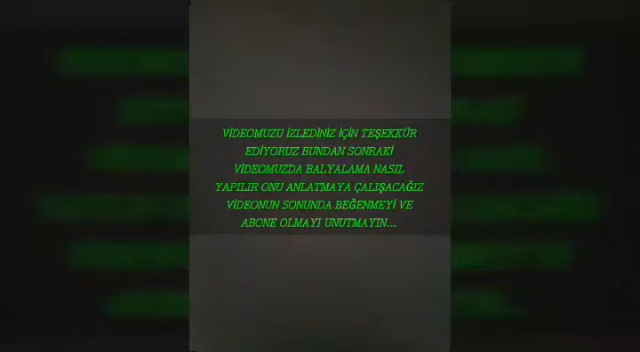 VİDEOMUZU İZLEDİNİZ İÇİN TEŞEKKÜR
EDİYORUZ BUNDAN SONRAKİ
VİDEOMUZDA BALYALAMA NASIL
YAPILIR ONU ANLATMAYA ÇALIŞACAĞIZ
VİDEONUN SONUNDA BEĞENMEYİ VE
ABONE OLMAYI UNUTMAYIN...